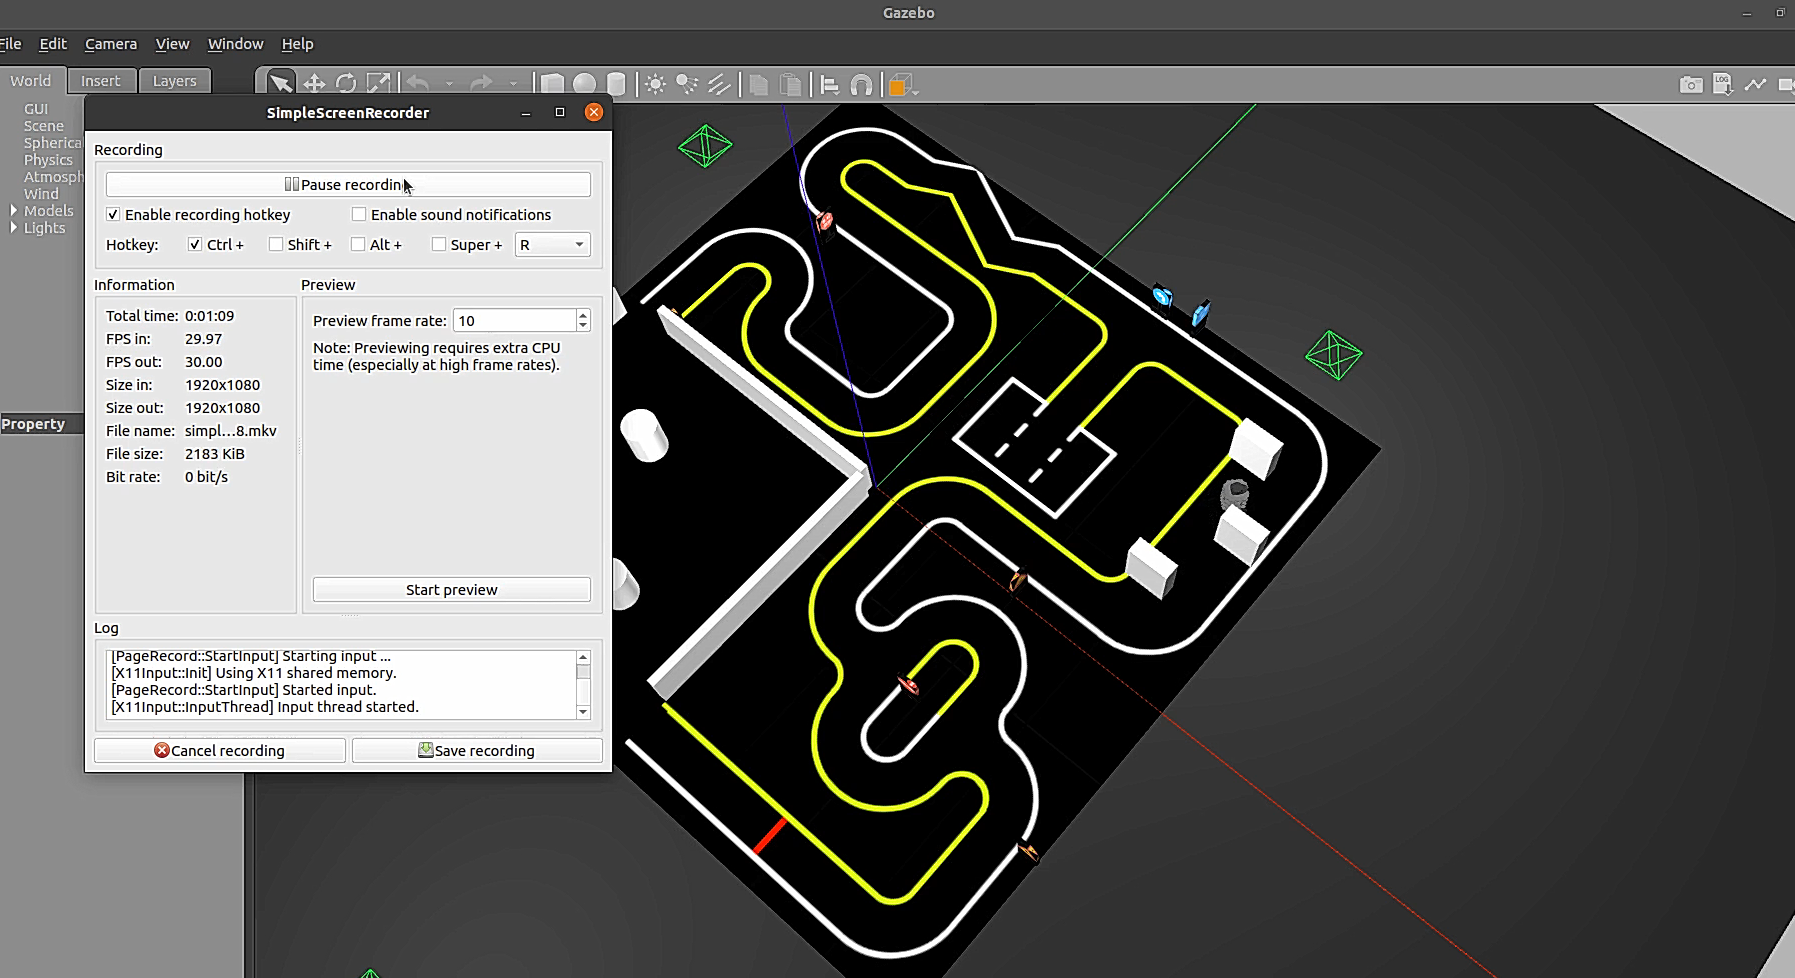 Gazebo
File Edit Camera View Window Help
World Insert Layers
LOG
GUI
Scene
Spherica
Physics
Atmosph
Wind
Models
Lights
Property
SimpleScreenRecorder
Recording
Pause recording
Enable recording hotkey Enable sound notifications
Hotkey: Ctrl + Shift + Alt + Super + R
Information
Total time: 0:01:09
FPS in: 29.97
FPS out: 30.00
Size in: 1920x1080
Size out: 1920x1080
File name: simpl...8.mkv
File size: 2183 KiB
Bit rate: 0 bit/s
Preview
Preview frame rate: 10
Note: Previewing requires extra CPU
time (especially at high frame rates).
Start preview
Log
[PageRecord::StartInput] Starting input ...
[X11Input::Init] Using X11 shared memory.
[PageRecord::StartInput] Started input.
[X11Input::InputThread] Input thread started.
Cancel recording Save recording